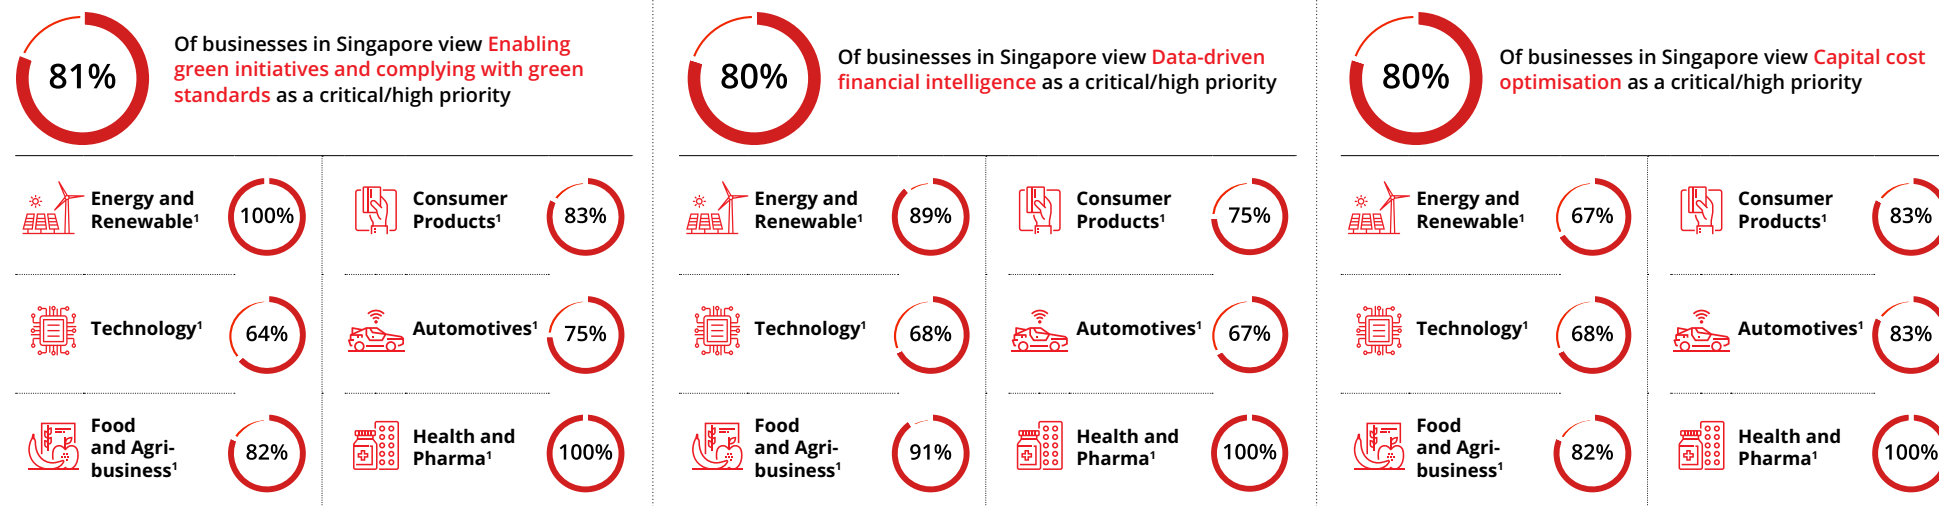 81%
Of businesses in Singapore view Enabling
green initiatives and complying with green
standards as a critical/high priority
Energy and
Renewable¹
100%
Consumer
Products¹
83%
Technology¹
64%
Automotives¹
75%
Food
and Agri-
business¹
82%
Health and
Pharma¹
100%
80%
Of businesses in Singapore view Data-driven
financial intelligence as a critical/high priority
Energy and
Renewable¹
89%
Consumer
Products¹
75%
Technology¹
68%
Automotives¹
67%
Food
and Agri-
business¹
91%
Health and
Pharma¹
100%
80%
Of businesses in Singapore view Capital cost
optimisation as a critical/high priority
Energy and
Renewable¹
67%
Consumer
Products¹
83%
Technology¹
68%
Automotives¹
83%
Food
and Agri-
business¹
82%
Health and
Pharma¹
100%